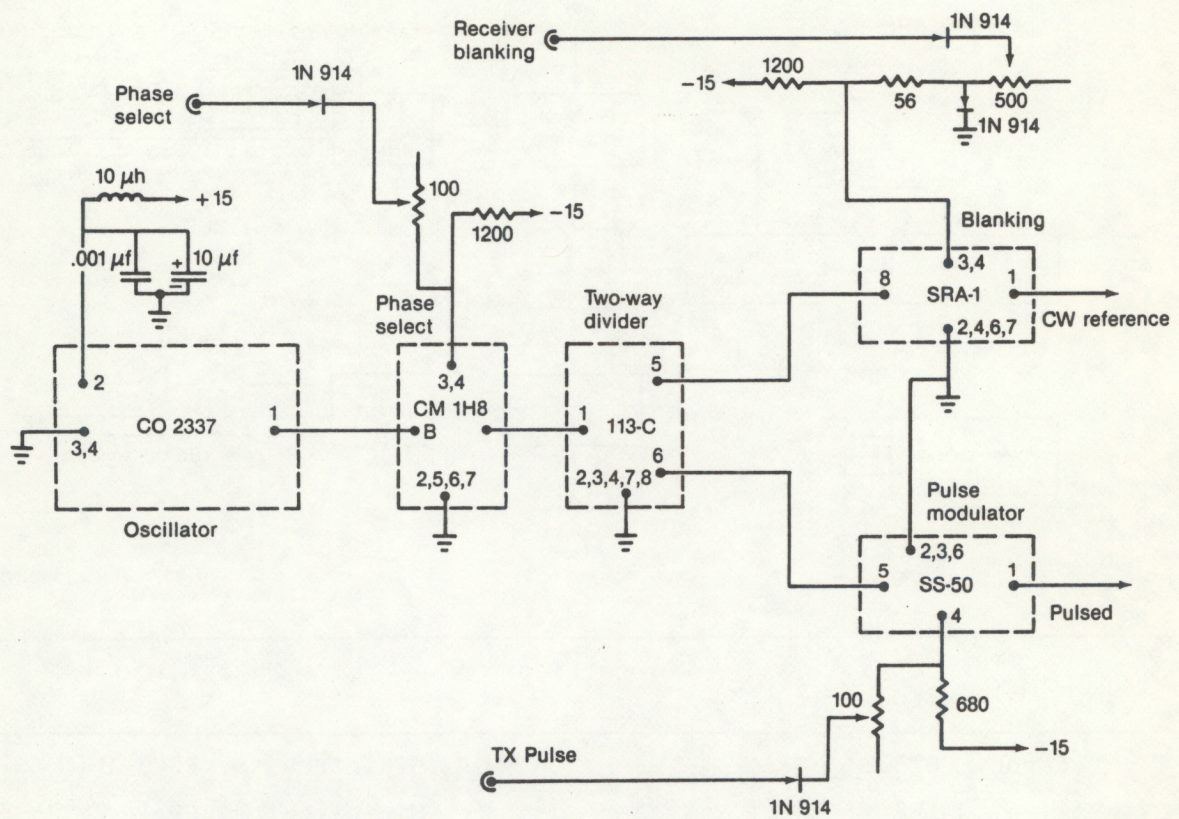 Receiver
blanking
1N 914
1200
-15
56
500
1N 914
1N 914
Phase
select
10 µh
+15
100
-15
1200
.001 µf
+
10 µf
−
Blanking
3,4
8
SRA-1
1
2,4,6,7
CW reference
Phase
select
Two-way
divider
2
3,4
CO 2337
1
Oscillator
3,4
CM 1H8
B
2,5,6,7
5
1
113-C
6
2,3,4,7,8
Pulse
modulator
2,3,6
5
SS-50
1
4
Pulsed
100
680
-15
TX Pulse
1N 914